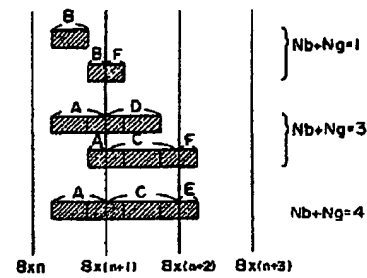 B
B F
Nb+Ng=1
A D
A C F
Nb+Ng=3
A C E
Nb+Ng=4
8xn 8x(n+1) 8x(n+2) 8x(n+3)